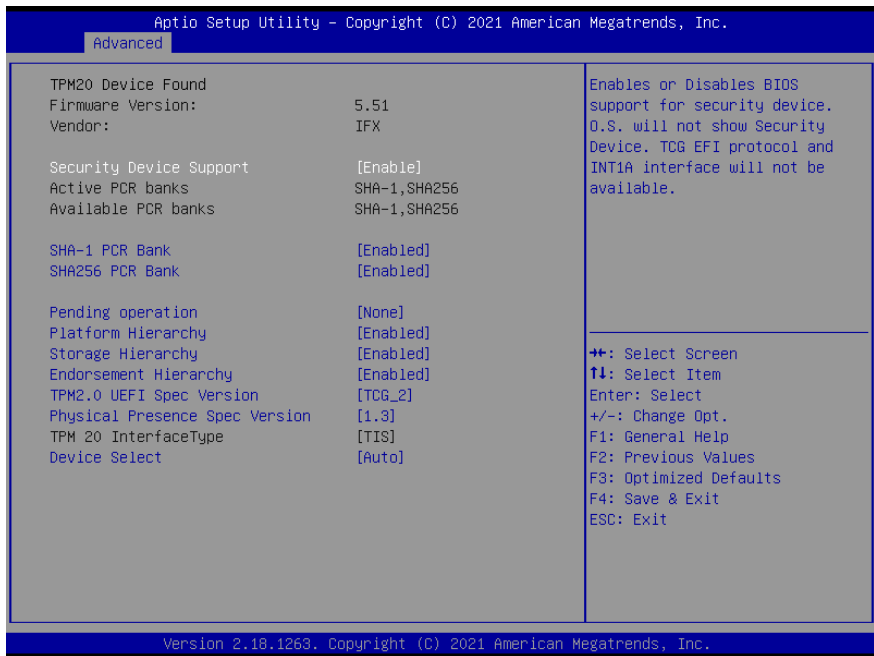 Aptio Setup Utility – Copyright (C) 2021 American Megatrends, Inc.
Advanced
TPM20 Device Found
Firmware Version: 5.51
Vendor: IFX
Security Device Support [Enable]
Active PCR banks SHA-1,SHA256
Available PCR banks SHA-1,SHA256
SHA-1 PCR Bank [Enabled]
SHA256 PCR Bank [Enabled]
Pending operation [None]
Platform Hierarchy [Enabled]
Storage Hierarchy [Enabled]
Endorsement Hierarchy [Enabled]
TPM2.0 UEFI Spec Version [TCG_2]
Physical Presence Spec Version [1.3]
TPM 20 InterfaceType [TIS]
Device Select [Auto]
Enables or Disables BIOS
support for security device.
O.S. will not show Security
Device. TCG EFI protocol and
INT1A interface will not be
available.
→←: Select Screen
↑↓: Select Item
Enter: Select
+/-: Change Opt.
F1: General Help
F2: Previous Values
F3: Optimized Defaults
F4: Save & Exit
ESC: Exit
Version 2.18.1263. Copyright (C) 2021 American Megatrends, Inc.